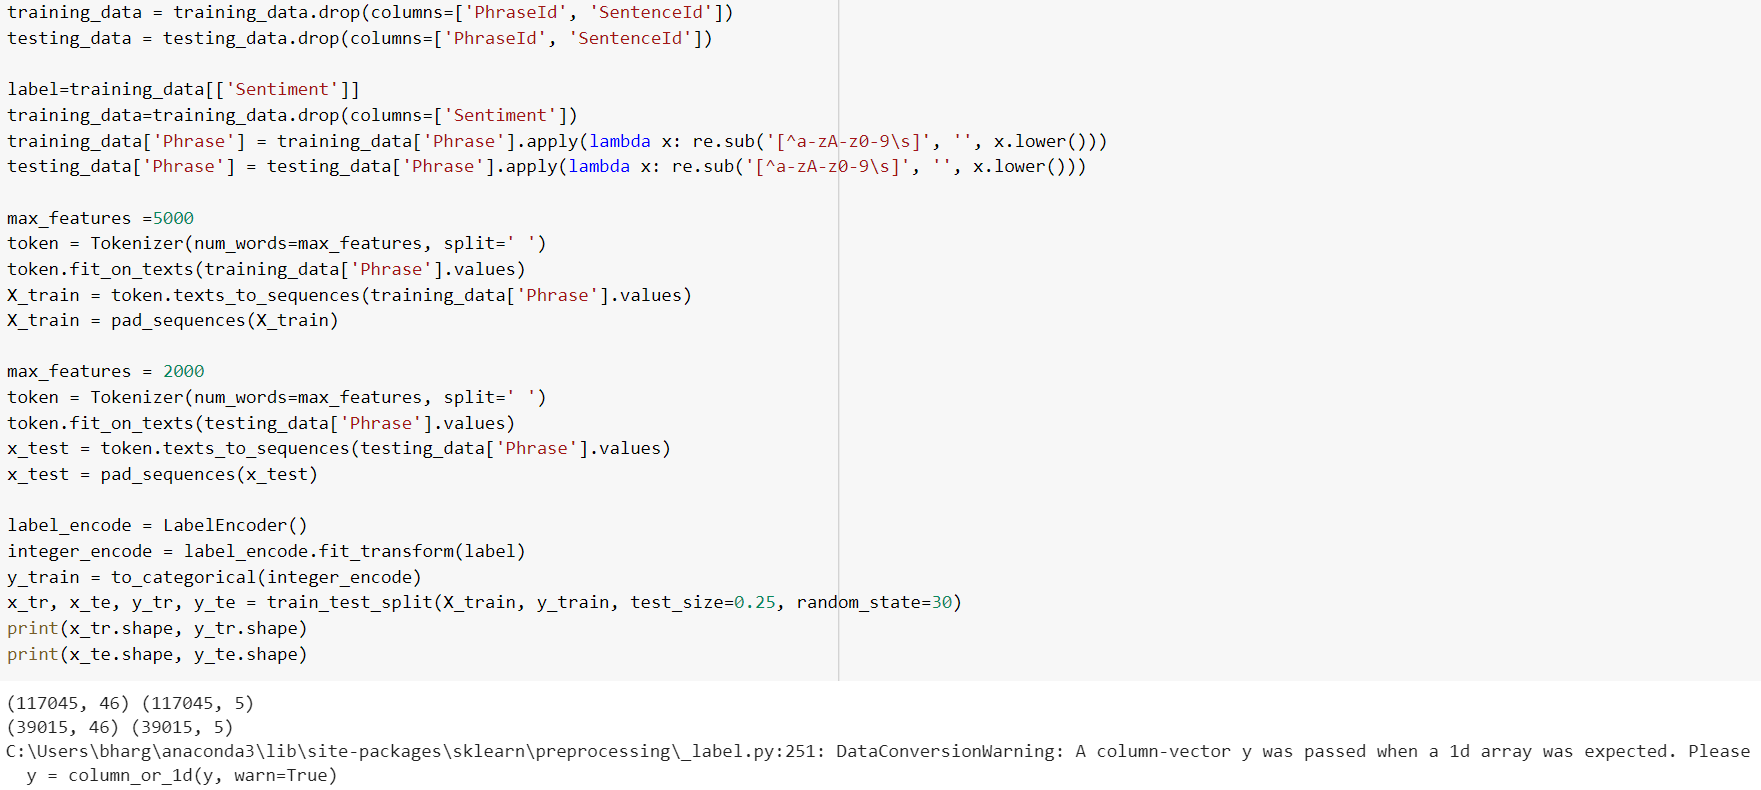 training_data = training_data.drop(columns=['PhraseId', 'SentenceId'])
testing_data = testing_data.drop(columns=['PhraseId', 'SentenceId'])

label=training_data[['Sentiment']]
training_data=training_data.drop(columns=['Sentiment'])
training_data['Phrase'] = training_data['Phrase'].apply(lambda x: re.sub('[^a-zA-z0-9\s]', '', x.lower()))
testing_data['Phrase'] = testing_data['Phrase'].apply(lambda x: re.sub('[^a-zA-z0-9\s]', '', x.lower()))

max_features =5000
token = Tokenizer(num_words=max_features, split=' ')
token.fit_on_texts(training_data['Phrase'].values)
X_train = token.texts_to_sequences(training_data['Phrase'].values)
X_train = pad_sequences(X_train)

max_features = 2000
token = Tokenizer(num_words=max_features, split=' ')
token.fit_on_texts(testing_data['Phrase'].values)
x_test = token.texts_to_sequences(testing_data['Phrase'].values)
x_test = pad_sequences(x_test)

label_encode = LabelEncoder()
integer_encode = label_encode.fit_transform(label)
y_train = to_categorical(integer_encode)
x_tr, x_te, y_tr, y_te = train_test_split(X_train, y_train, test_size=0.25, random_state=30)
print(x_tr.shape, y_tr.shape)
print(x_te.shape, y_te.shape)

(117045, 46) (117045, 5)
(39015, 46) (39015, 5)
C:\Users\bharg\anaconda3\lib\site-packages\sklearn\preprocessing\_label.py:251: DataConversionWarning: A column-vector y was passed when a 1d array was expected. Please
  y = column_or_1d(y, warn=True)